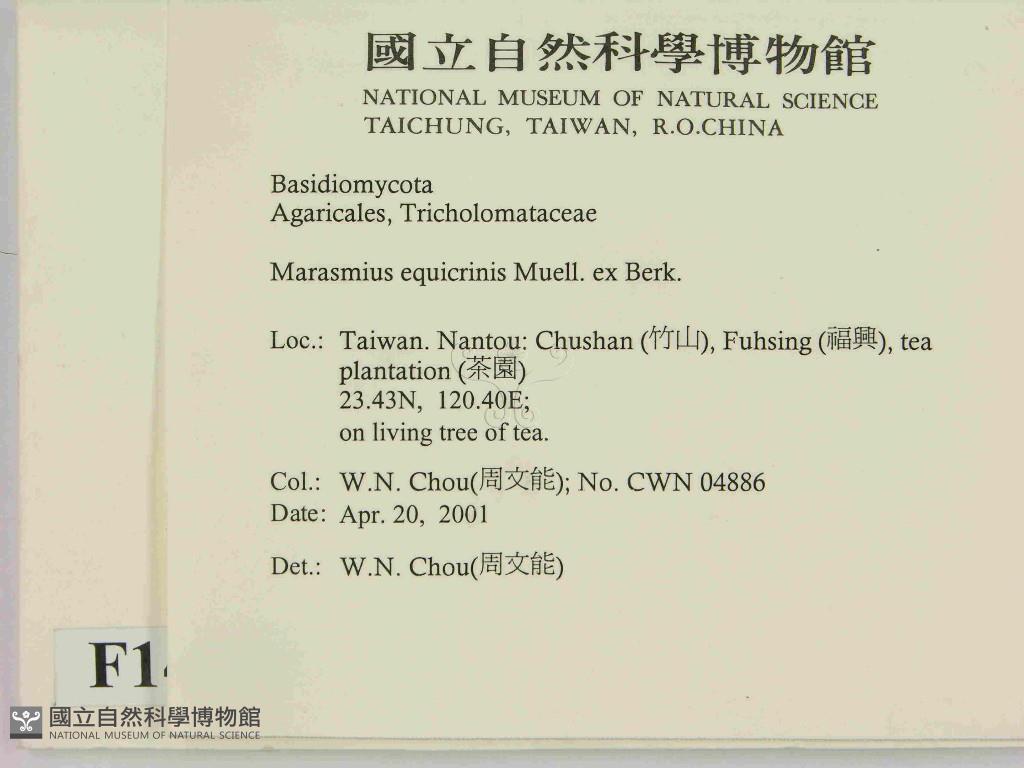 國立自然科學博物館
NATIONAL MUSEUM OF NATURAL SCIENCE
TAICHUNG, TAIWAN, R.O.CHINA
Basidiomycota
Agaricales, Tricholomataceae
Marasmius equicrinis Muell. ex Berk.
Loc.: Taiwan. Nantou: Chushan (竹山), Fuhsing (福興), tea
plantation (茶園)
23.43N, 120.40E;
on living tree of tea.
Col.: W.N. Chou(周文能); No. CWN 04886
Date: Apr. 20, 2001
Det.: W.N. Chou(周文能)
國立自然科學博物館
NATIONAL MUSEUM OF NATURAL SCIENCE